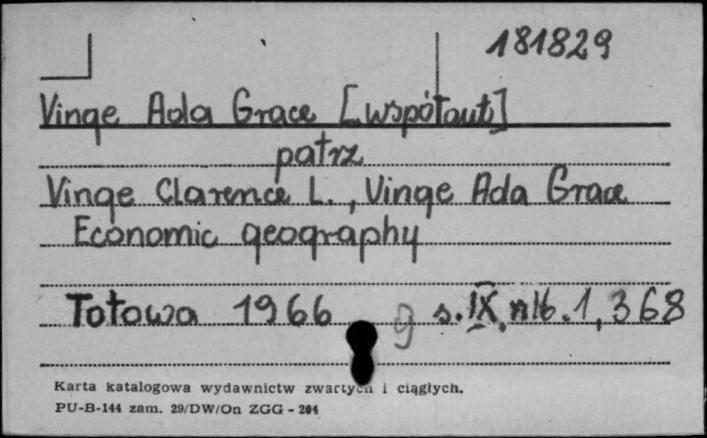 181829
Vinge Ada Grace [współaut]
patrz
Vinge Clarence L., Vinge Ada Grace
Economic geography
Totowa 1966 g s. IX, nlb. 1, 368
Karta katalogowa wydawnictw zwartych i ciągłych.
PU-B-144 zam. 29/DW/On ZGG - 204